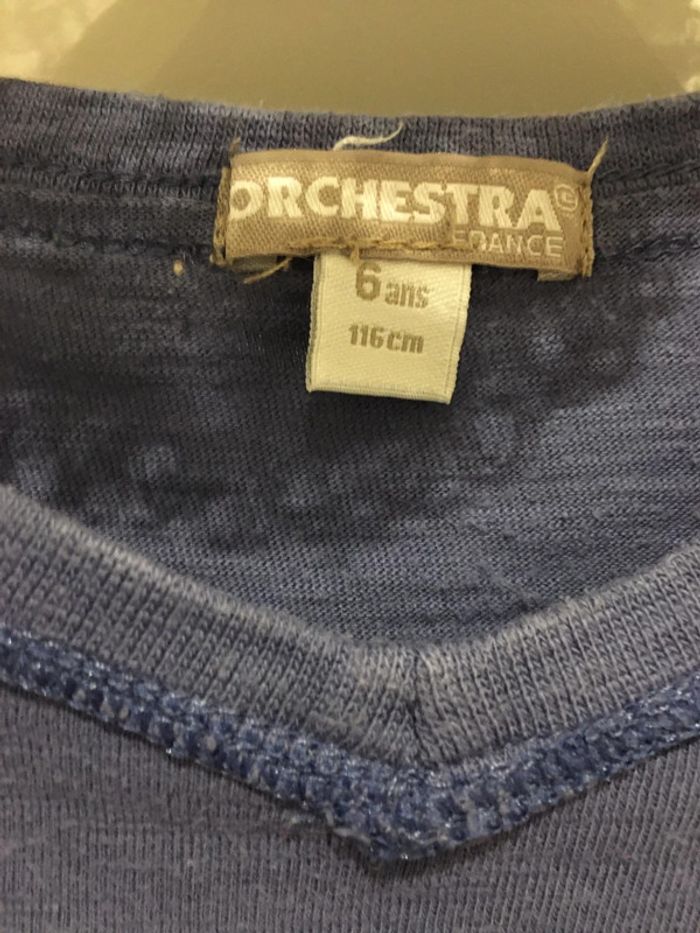 ORCHESTRA©
FRANCE
6 ans
116cm